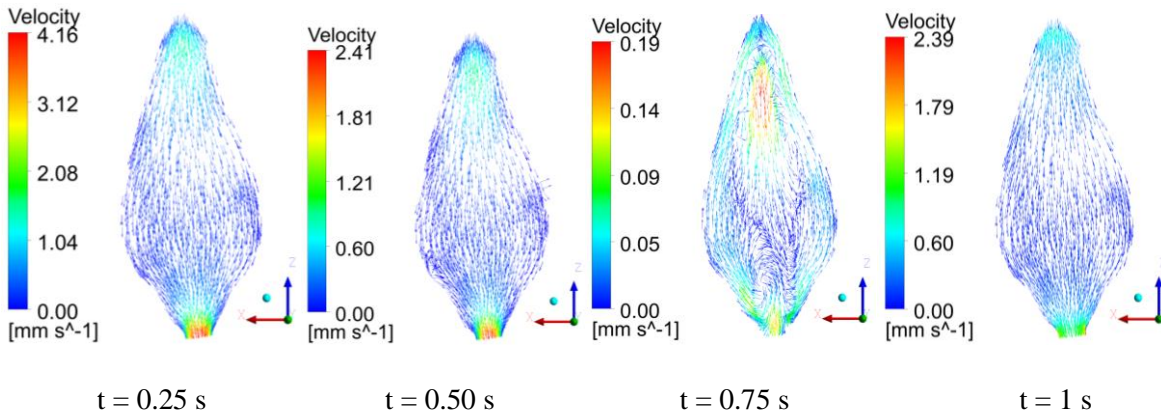 Velocity
4.16
3.12
2.08
1.04
0.00
[mm s^-1]
Z
X
t = 0.25 s
Velocity
2.41
1.81
1.21
0.60
0.00
[mm s^-1]
Z
X
t = 0.50 s
Velocity
0.19
0.14
0.09
0.05
0.00
[mm s^-1]
Z
X
t = 0.75 s
Velocity
2.39
1.79
1.19
0.60
0.00
[mm s^-1]
Z
X
t = 1 s